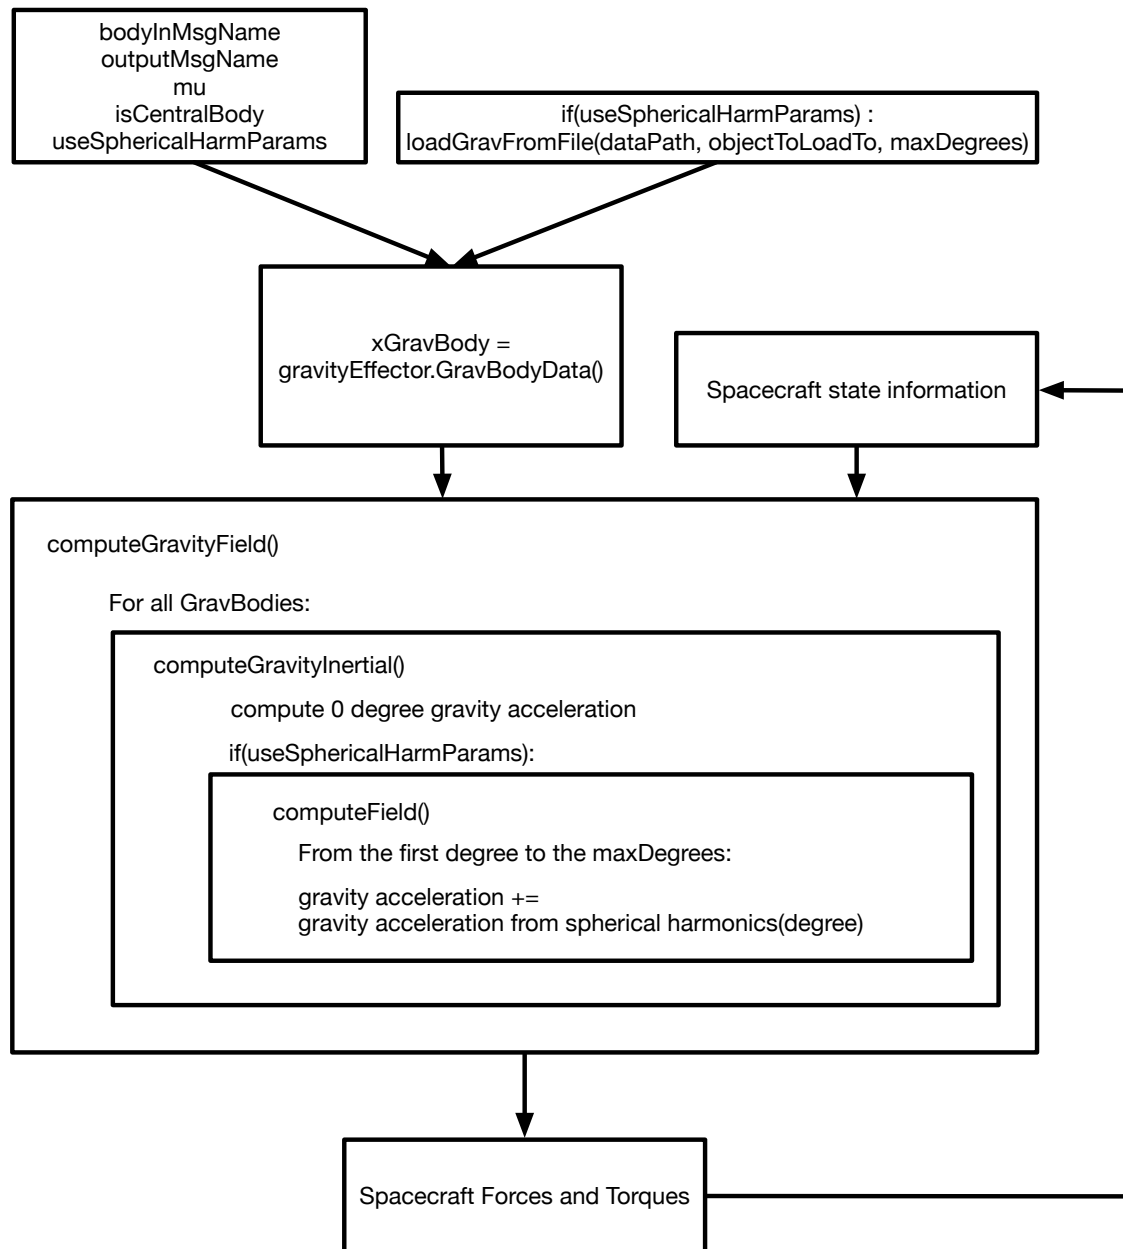 bodyInMsgName
outputMsgName
mu
isCentralBody
useSphericalHarmParams
if(useSphericalHarmParams) :
loadGravFromFile(dataPath, objectToLoadTo, maxDegrees)
xGravBody =
gravityEffector.GravBodyData()
Spacecraft state information
computeGravityField()
For all GravBodies:
computeGravityInertial()
compute 0 degree gravity acceleration
if(useSphericalHarmParams):
computeField()
From the first degree to the maxDegrees:
gravity acceleration +=
gravity acceleration from spherical harmonics(degree)
Spacecraft Forces and Torques